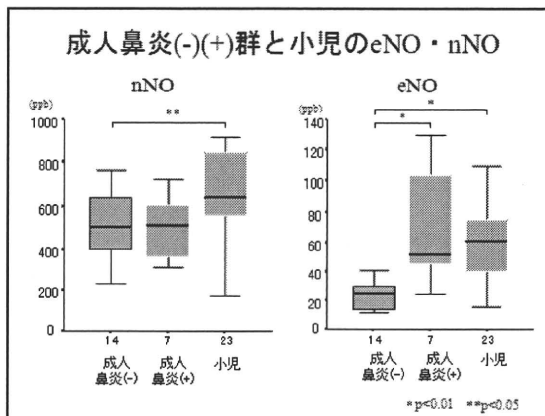 成人鼻炎(-)(+)群と小児のeNO・nNO
nNO
(ppb)
**
1000
800
600
400
200
0
14
7
23
成人
鼻炎(-)
成人
鼻炎(+)
小児
eNO
(ppb)
*
*
140
120
100
80
60
40
20
0
14
7
23
成人
鼻炎(-)
成人
鼻炎(+)
小児
*p<0.01 **p<0.05